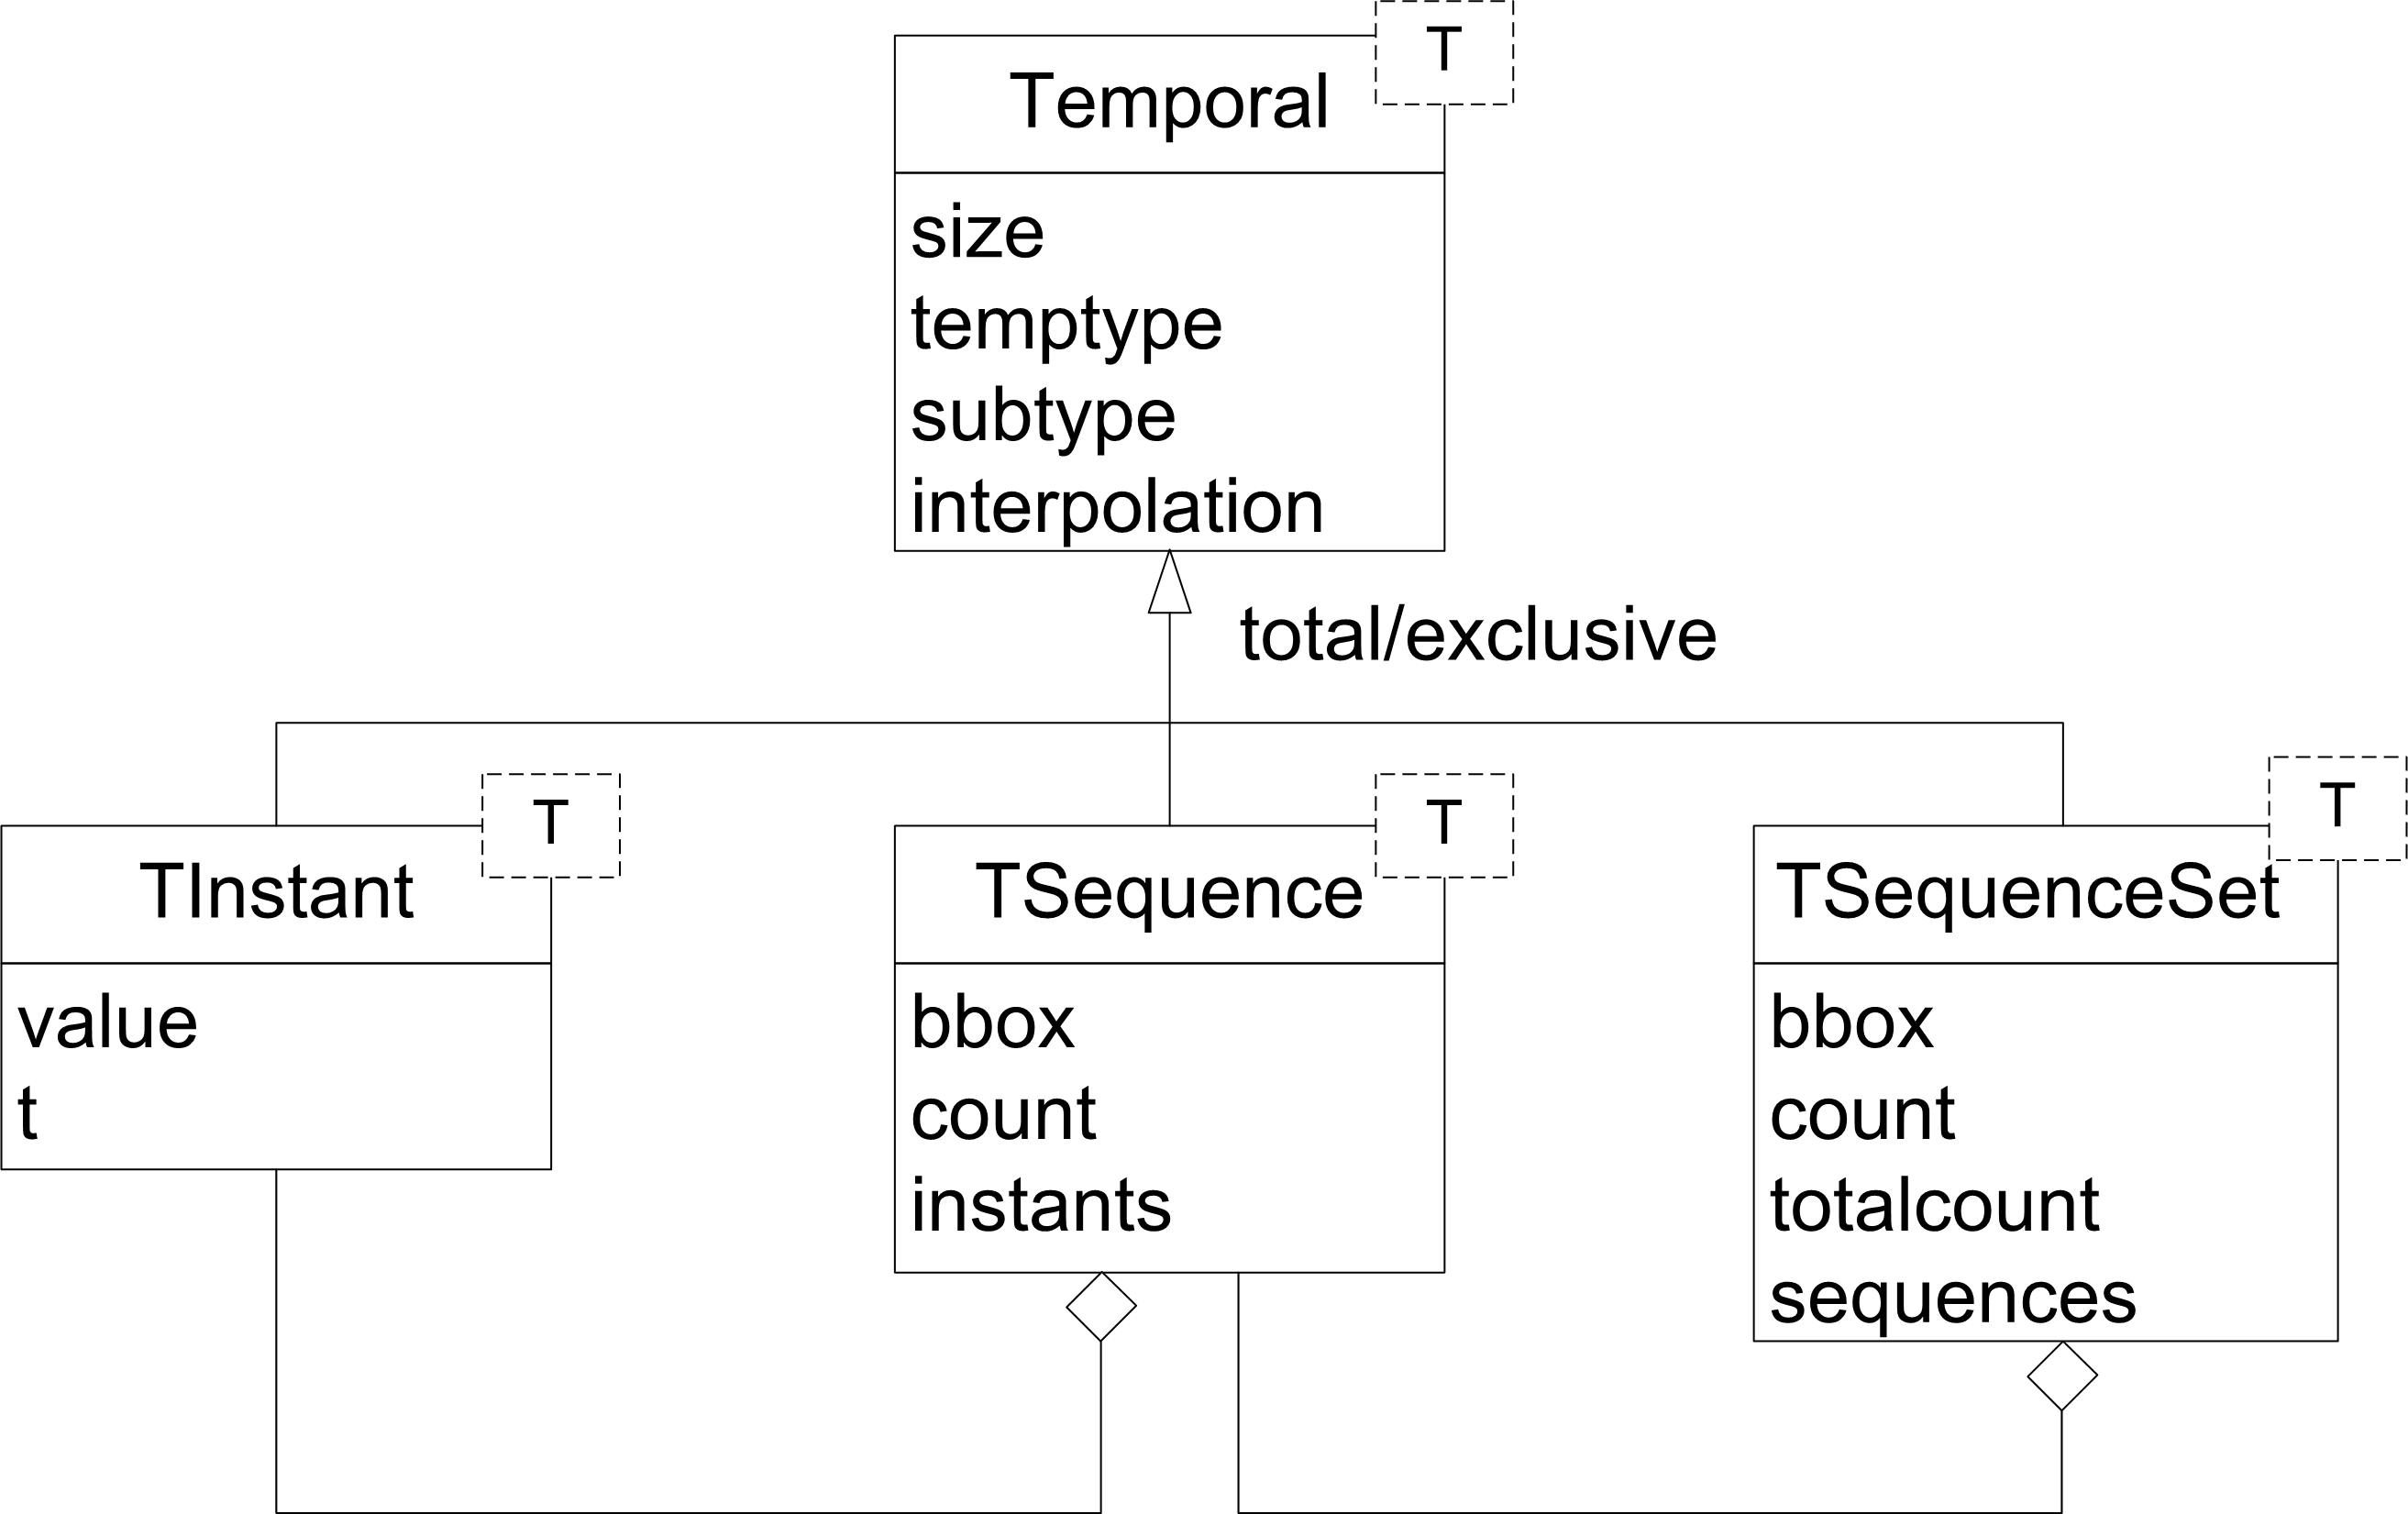 T
Temporal
size
temptype
subtype
interpolation
total/exclusive
T
TInstant
value
t
T
TSequence
bbox
count
instants
T
TSequenceSet
bbox
count
totalcount
sequences